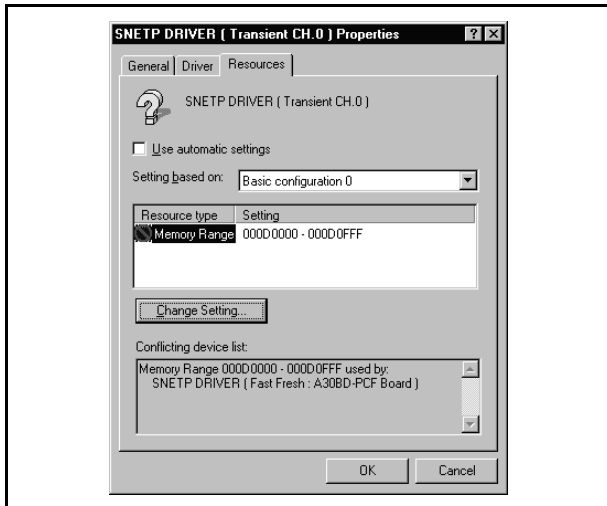 SNETP DRIVER ( Transient CH.0 ) Properties
General Driver Resources
SNETP DRIVER ( Transient CH.0 )
Use automatic settings
Setting based on: Basic configuration 0
Resource type Setting
Memory Range 000D0000 - 000D0FFF
Change Setting...
Conflicting device list:
Memory Range 000D0000 - 000D0FFF used by:
SNETP DRIVER ( Fast Fresh : A30BD-PCF Board )
OK Cancel